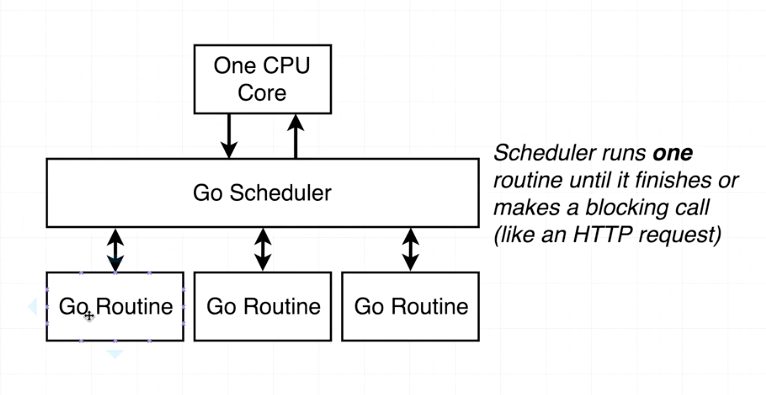 One CPU
Core
Go Scheduler
Scheduler runs one
routine until it finishes or
makes a blocking call
(like an HTTP request)
Go Routine
Go Routine
Go Routine